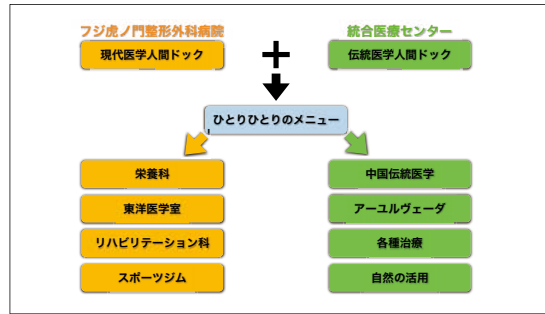 フジ虎ノ門整形外科病院
統合医療センター
現代医学人間ドック
＋
伝統医学人間ドック
ひとりひとりのメニュー
栄養科
中国伝統医学
東洋医学室
アーユルヴェーダ
リハビリテーション科
各種治療
スポーツジム
自然の活用